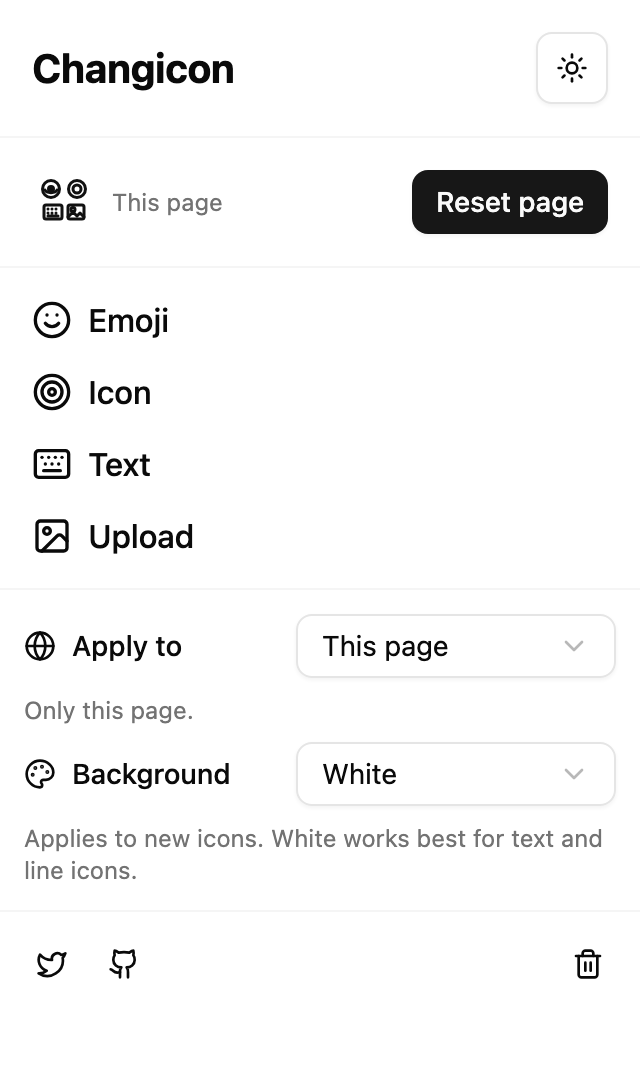 Changicon
This page
Reset page
Emoji
Icon
Text
Upload
Apply to
This page
Only this page.
Background
White
Applies to new icons. White works best for text and
line icons.